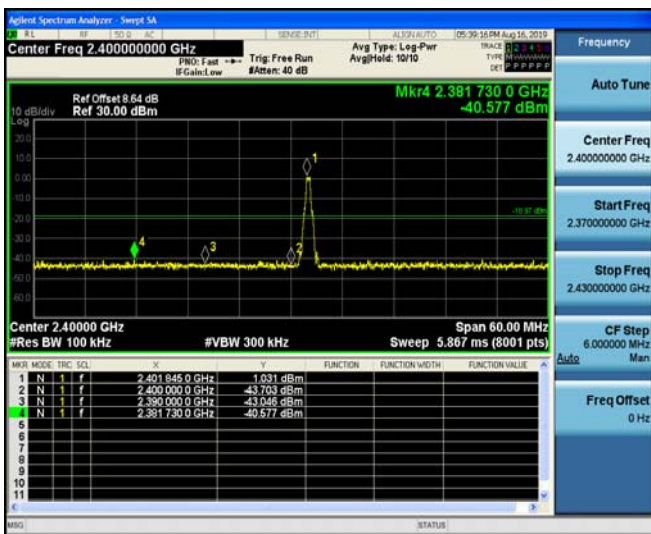 Agilent Spectrum Analyzer - Swept SA
RL RF 50 Ω AC SENSE:INT ALIGN AUTO 05:39:16 PM Aug 16, 2019
Center Freq 2.400000000 GHz
PNO: Fast
IFGain:Low
Trig: Free Run
#Atten: 40 dB
Avg Type: Log-Pwr
Avg|Hold: 10/10
TRACE 1 2 3 4 5 6
TYPE
DET P P P P P P
Frequency
Mkr4 2.381 730 0 GHz
-40.577 dBm
Ref Offset 8.64 dB
Ref 30.00 dBm
10 dB/div
Log
20.0
10.0
0.00
-10.0
-20.0
-30.0
-40.0
-50.0
-60.0
1
2
3
4
Center 2.40000 GHz
#Res BW 100 kHz
#VBW 300 kHz
Span 60.00 MHz
Sweep 5.867 ms (8001 pts)
MKR MODE TRC SCL X Y FUNCTION FUNCTION WIDTH FUNCTION VALUE
1 N 1 f 2.401 845 0 GHz 1.031 dBm
2 N 1 f 2.400 000 0 GHz -43.703 dBm
3 N 1 f 2.390 000 0 GHz -43.046 dBm
4 N 1 f 2.381 730 0 GHz -40.577 dBm
5
6
7
8
9
10
11
Auto Tune
Center Freq
2.400000000 GHz
Start Freq
2.370000000 GHz
Stop Freq
2.430000000 GHz
CF Step
6.000000 MHz
Auto Man
Freq Offset
0 Hz
MSG STATUS